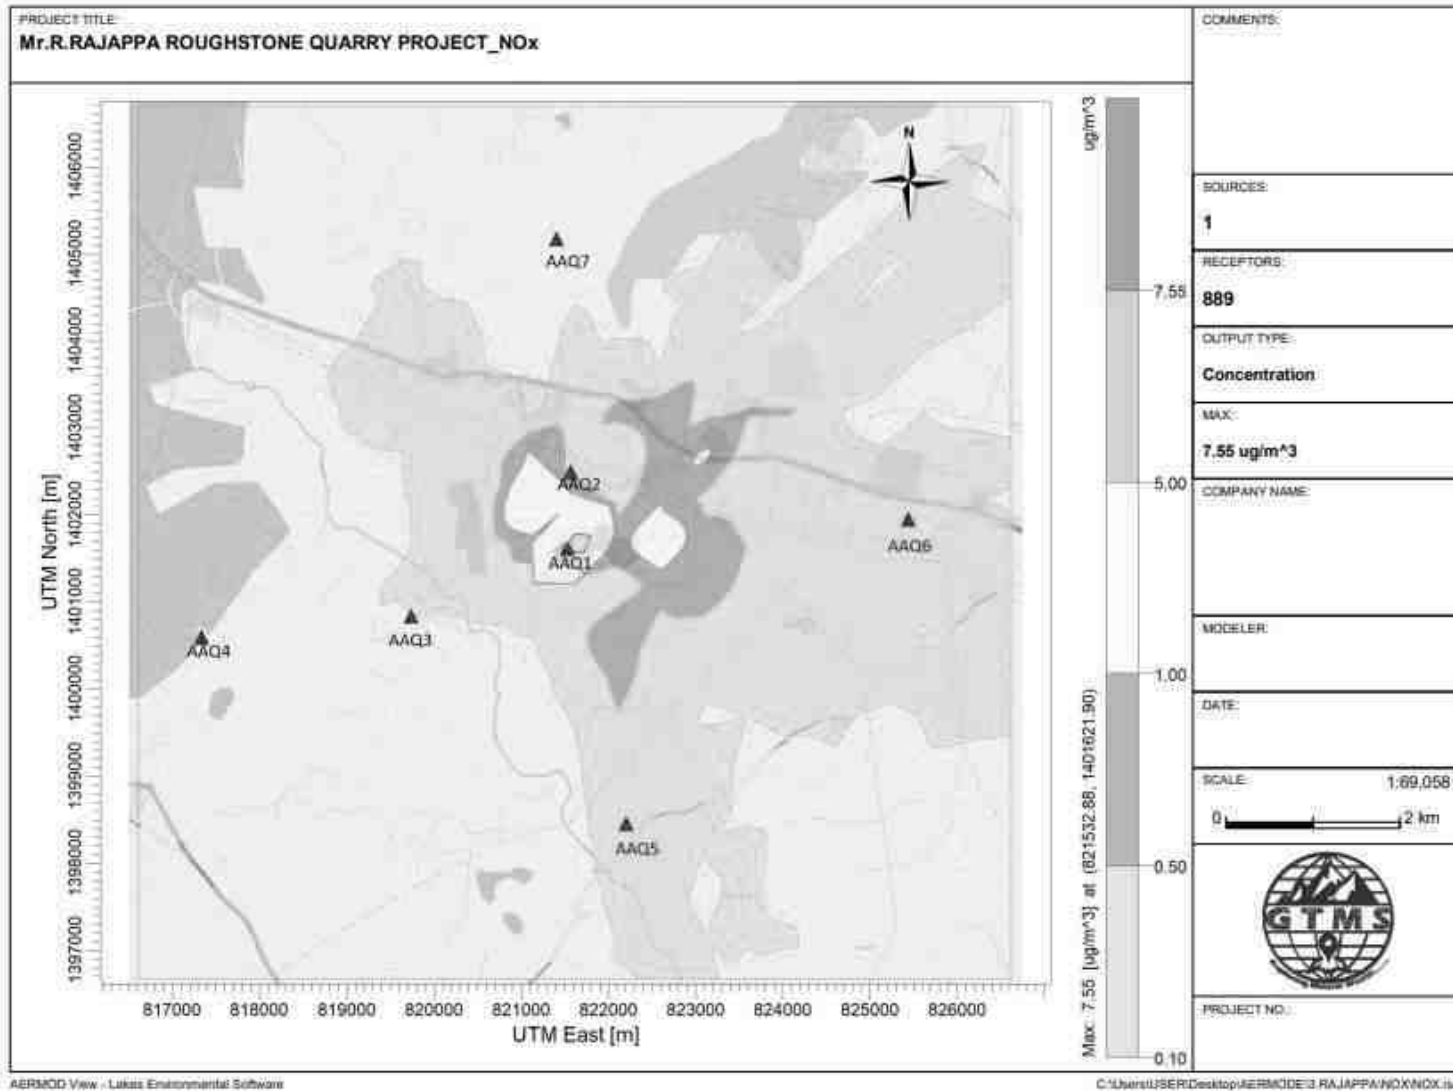 PROJECT TITLE:
Mr.R.RAJAPPA ROUGHSTONE QUARRY PROJECT_NOx
COMMENTS:
SOURCES:
1
RECEPTORS:
889
OUTPUT TYPE:
Concentration
MAX:
7.55 ug/m^3
COMPANY NAME:
MODELER:
DATE:
SCALE: 1:69,058
0 2 km
GTMS
PROJECT NO.:
N
AAQ7
AAQ2
AAQ6
AAQ1
AAQ3
AAQ4
AAQ5
UTM North [m]
1406000
1405000
1404000
1403000
1402000
1401000
1400000
1399000
1398000
1397000
817000 818000 819000 820000 821000 822000 823000 824000 825000 826000
UTM East [m]
ug/m^3
7.55
5.00
1.00
0.50
0.10
Max: 7.55 [ug/m^3] at (821532.88, 1401621.90)
AERMOD View - Lakes Environmental Software